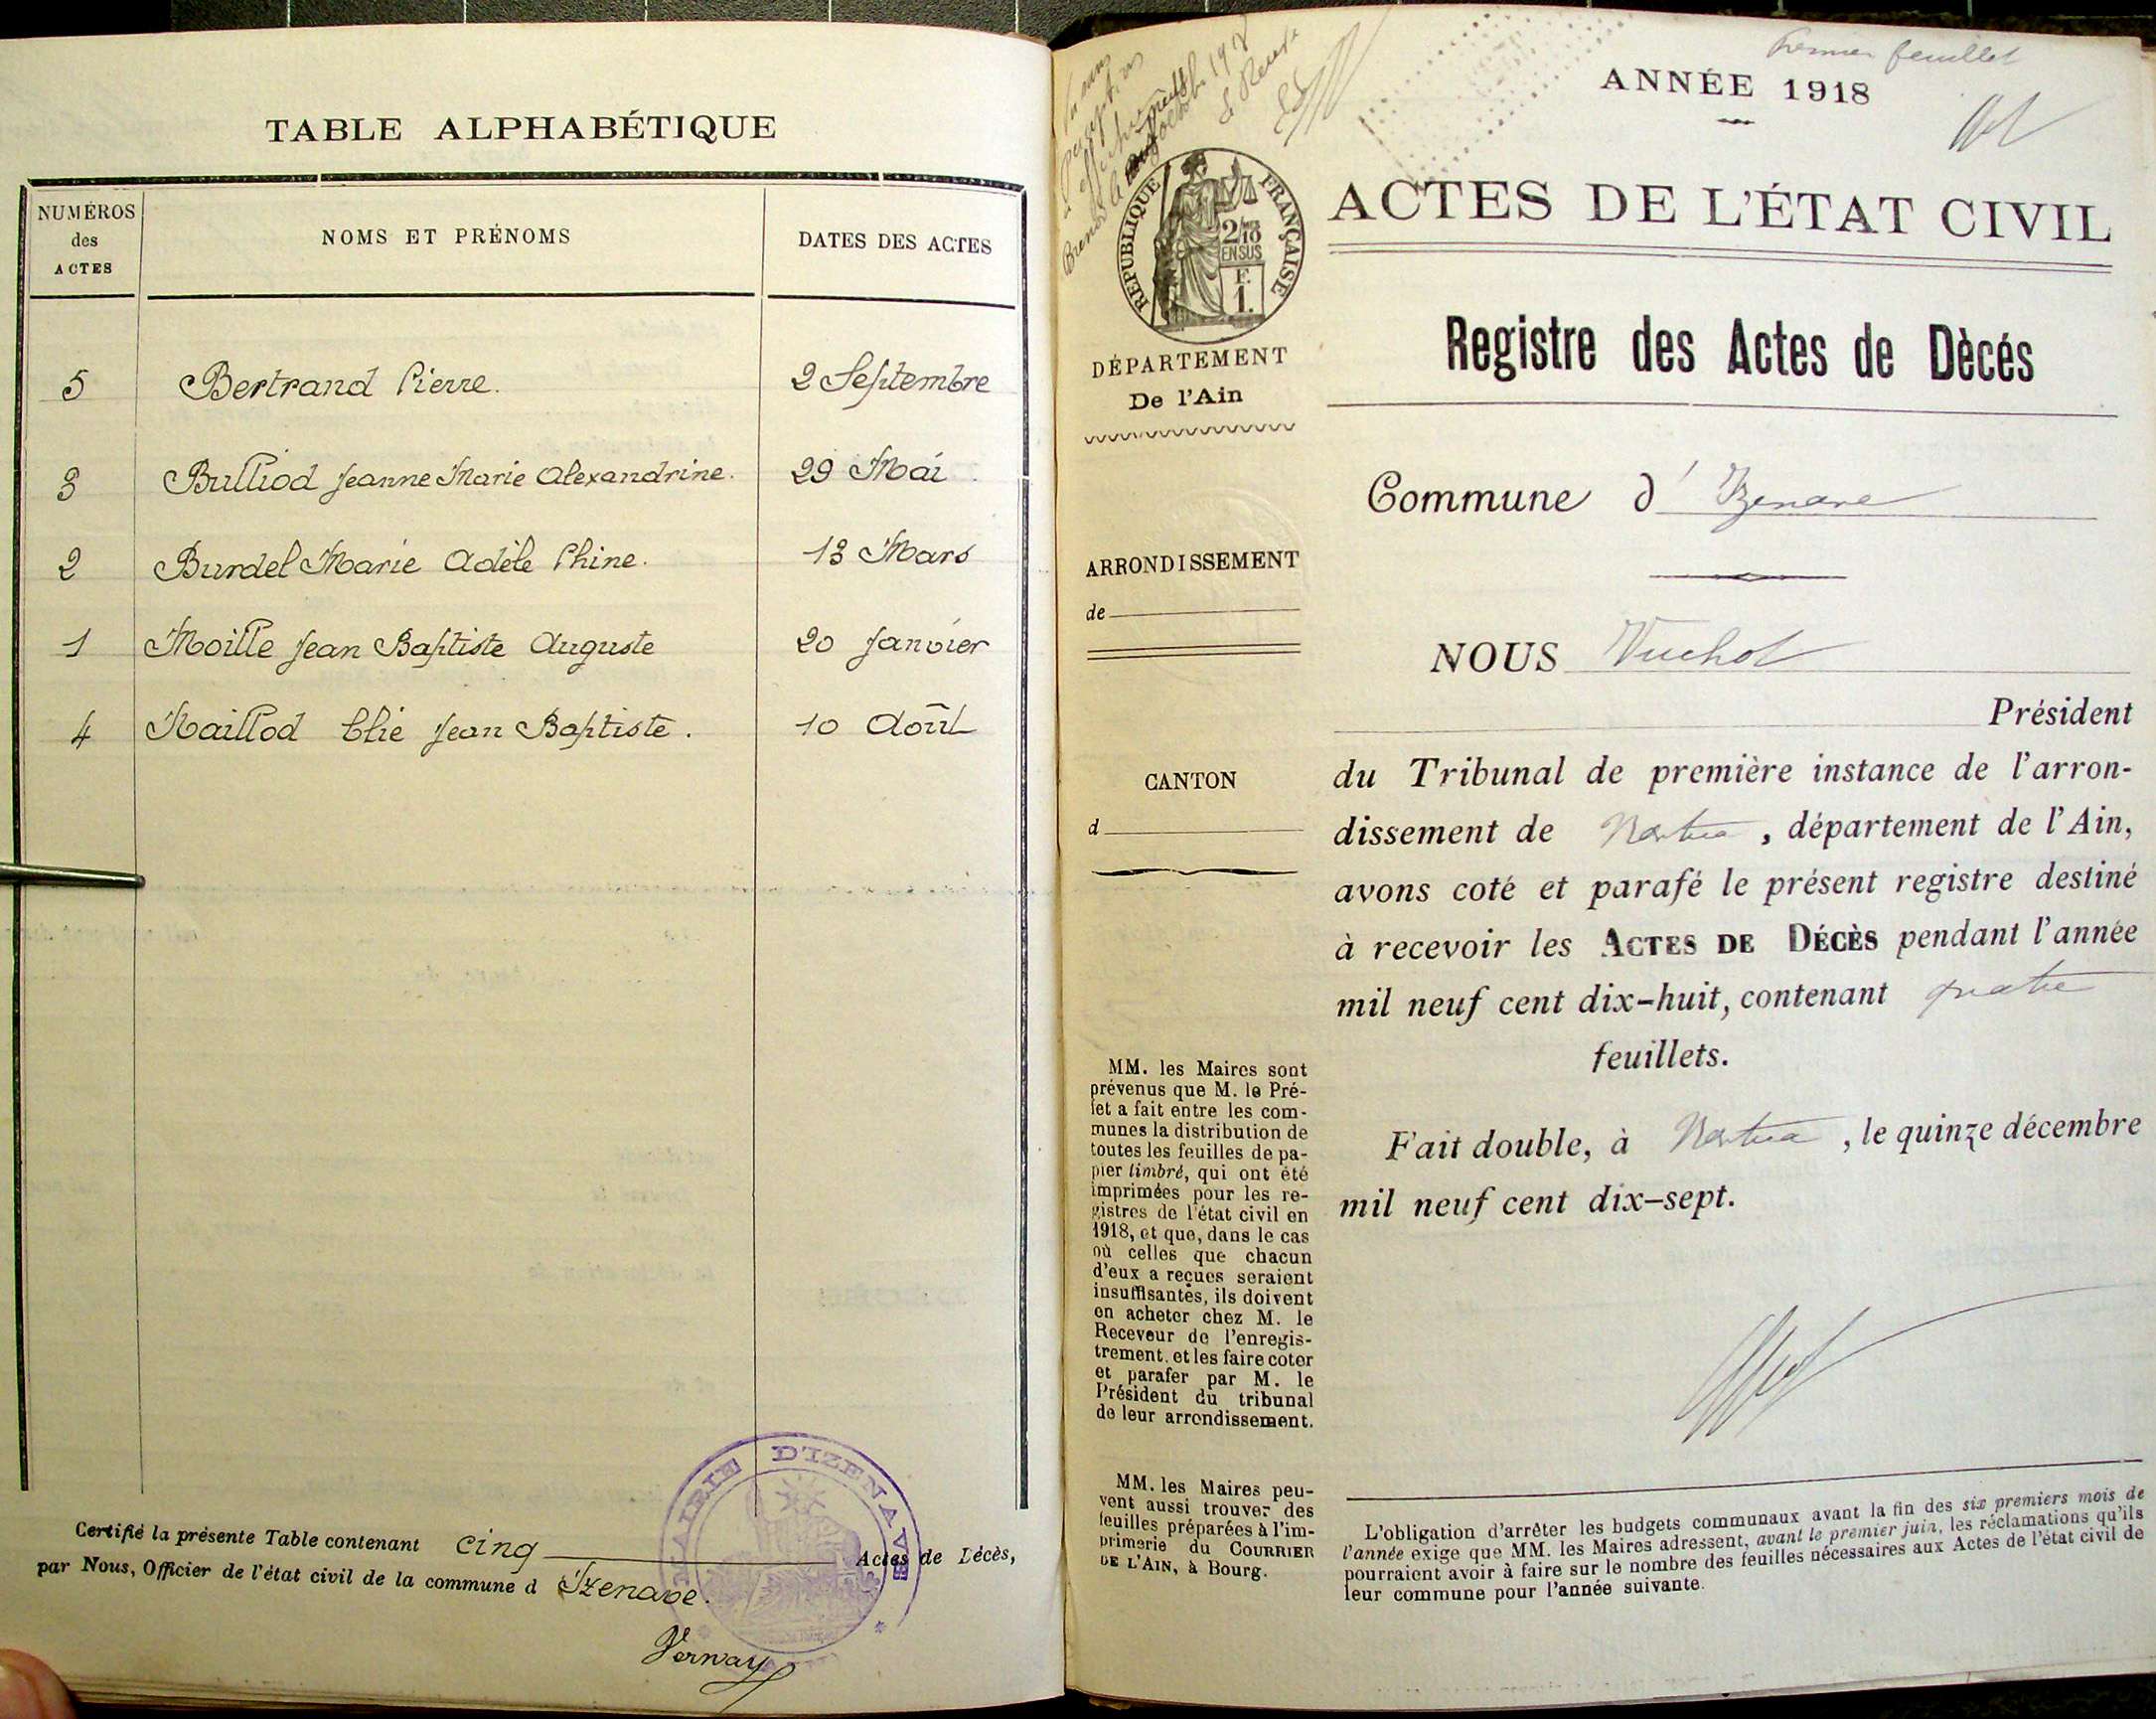 TABLE ALPHABÉTIQUE
NUMÉROS
des
ACTES
NOMS ET PRÉNOMS
DATES DES ACTES
5 Bertrand Pierre. 2 Septembre
3 Bulliod Jeanne Marie Alexandrine. 29 Mai
2 Burdel Marie Adèle Phine. 13 Mars
1 Moille Jean Baptiste Auguste 20 Janvier
4 Naillod Elie Jean Baptiste. 10 Août
Certifié la présente Table contenant cinq Actes de Décès,
par Nous, Officier de l'état civil de la commune d Izenave.
MAIRIE D'IZENAVE
Vernay
Premier feuillet
ANNÉE 1918
ACTES DE L'ÉTAT CIVIL
REPUBLIQUE FRANÇAISE
2/10
EN SUS
F.
1.
DÉPARTEMENT
De l'Ain
ARRONDISSEMENT
de
CANTON
d
MM. les Maires sont
prévenus que M. le Pré-
fet a fait entre les com-
munes la distribution de
toutes les feuilles de pa-
pier timbré, qui ont été
imprimées pour les re-
gistres de l'état civil en
1918, et que, dans le cas
où celles que chacun
d'eux a reçues seraient
insuffisantes, ils doivent
en acheter chez M. le
Receveur de l'enregis-
trement, et les faire coter
et parafer par M. le
Président du tribunal
de leur arrondissement.
MM. les Maires peu-
vent aussi trouver des
feuilles préparées à l'im-
primerie du COURRIER
DE L'AIN, à Bourg.
Registre des Actes de Dècés
Commune d' Izenave
NOUS Vuchot
Président
du Tribunal de première instance de l'arron-
dissement de Nantua, département de l'Ain,
avons coté et parafé le présent registre destiné
à recevoir les ACTES DE DÉCÈS pendant l'année
mil neuf cent dix-huit, contenant quatre
feuillets.
Fait double, à Nantua, le quinze décembre
mil neuf cent dix-sept.
L'obligation d'arrêter les budgets communaux avant la fin des six premiers mois de
l'année exige que MM. les Maires adressent, avant le premier juin, les réclamations qu'ils
pourraient avoir à faire sur le nombre des feuilles nécessaires aux Actes de l'état civil de
leur commune pour l'année suivante.